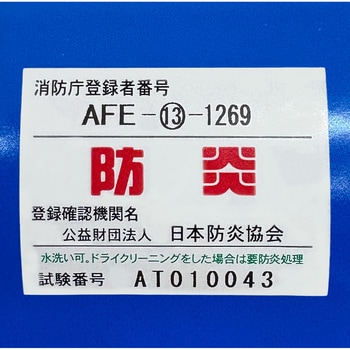 消防庁登録者番号
AFE-⑬-1269
防炎
登録確認機関名
公益財団法人 日本防炎協会
水洗い可。ドライクリーニングをした場合は要防炎処理
試験番号 AT010043